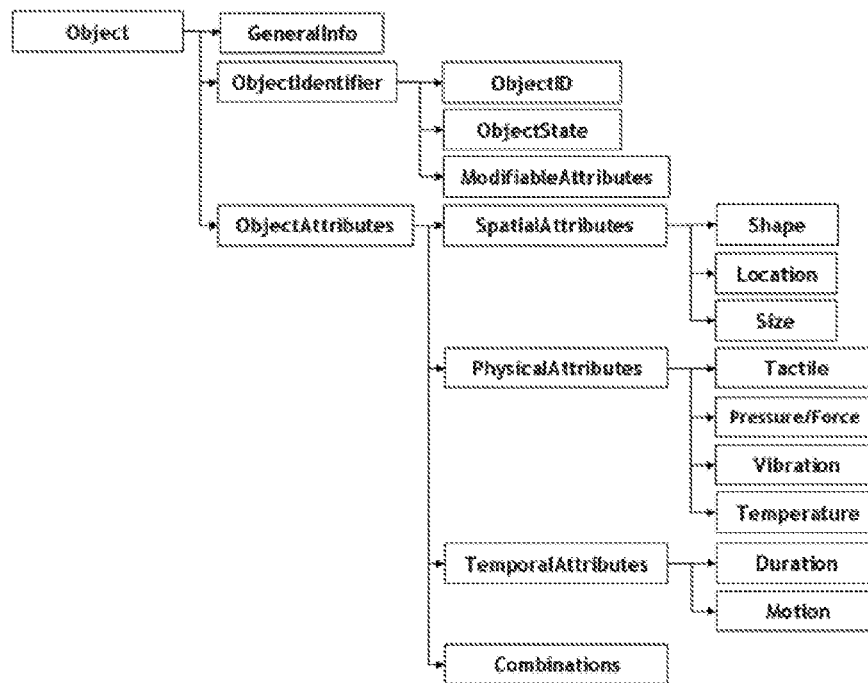 Object
GeneralInfo
ObjectIdentifier
ObjectID
ObjectState
ModifiableAttributes
ObjectAttributes
SpatialAttributes
Shape
Location
Size
PhysicalAttributes
Tactile
Pressure/Force
Vibration
Temperature
TemporalAttributes
Duration
Motion
Combinations